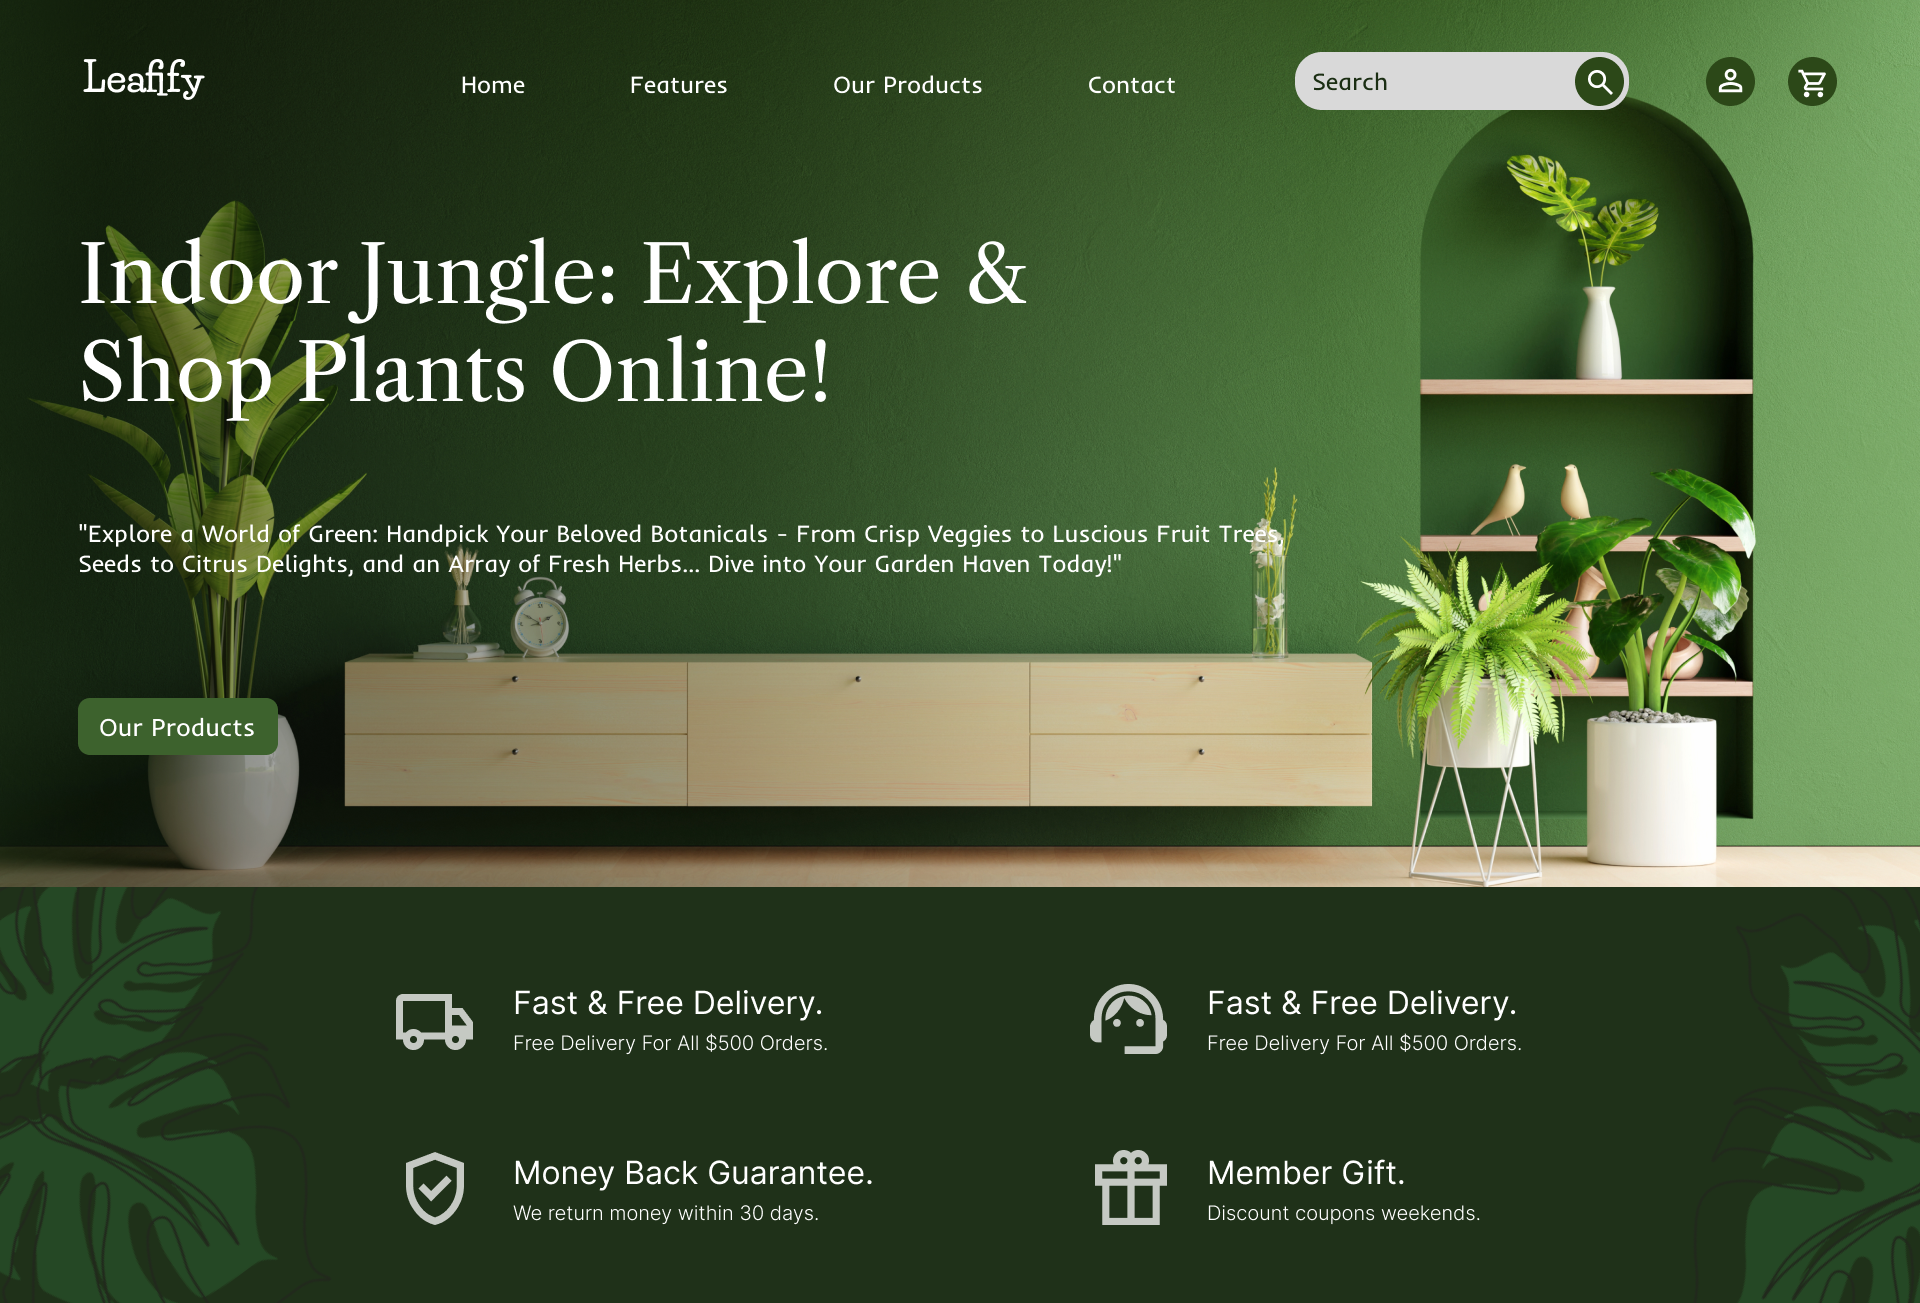 Leafify
Home
Features
Our Products
Contact
Search
Indoor Jungle: Explore &
Shop Plants Online!
"Explore a World of Green: Handpick Your Beloved Botanicals - From Crisp Veggies to Luscious Fruit Trees,
Seeds to Citrus Delights, and an Array of Fresh Herbs... Dive into Your Garden Haven Today!"
Our Products
Fast & Free Delivery.
Free Delivery For All $500 Orders.
Fast & Free Delivery.
Free Delivery For All $500 Orders.
Money Back Guarantee.
We return money within 30 days.
Member Gift.
Discount coupons weekends.